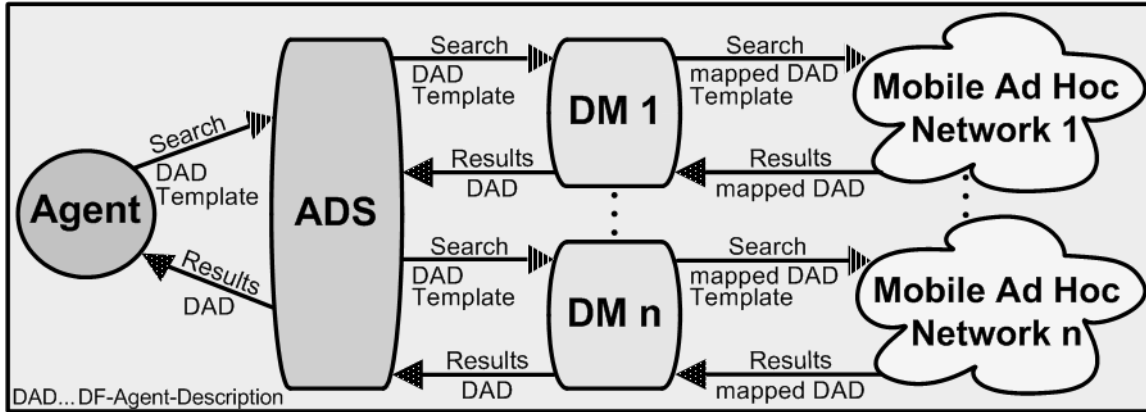 Agent
Search
DAD
Template
Results
DAD
ADS
Search
DAD
Template
DM 1
Search
mapped DAD
Template
Mobile Ad Hoc
Network 1
Results
DAD
Results
mapped DAD
Search
DAD
Template
DM n
Search
mapped DAD
Template
Mobile Ad Hoc
Network n
Results
DAD
Results
mapped DAD
DAD... DF-Agent-Description